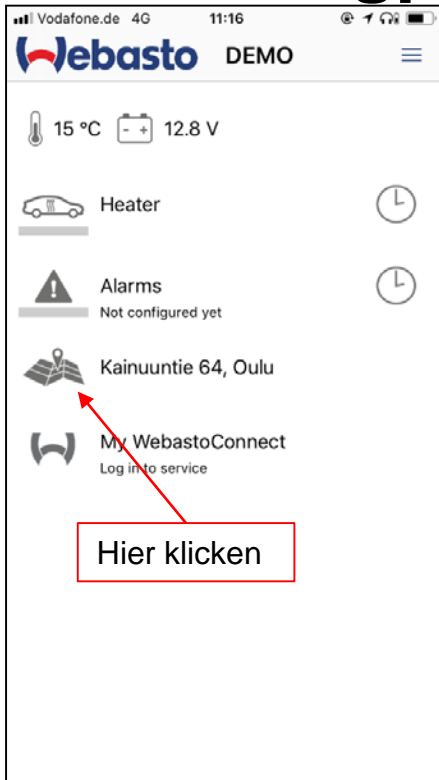 Vodafone.de 4G 11:16
Webasto DEMO
15 °C - + 12.8 V
Heater
Alarms
Not configured yet
Kainuuntie 64, Oulu
My WebastoConnect
Log in to service
Hier klicken